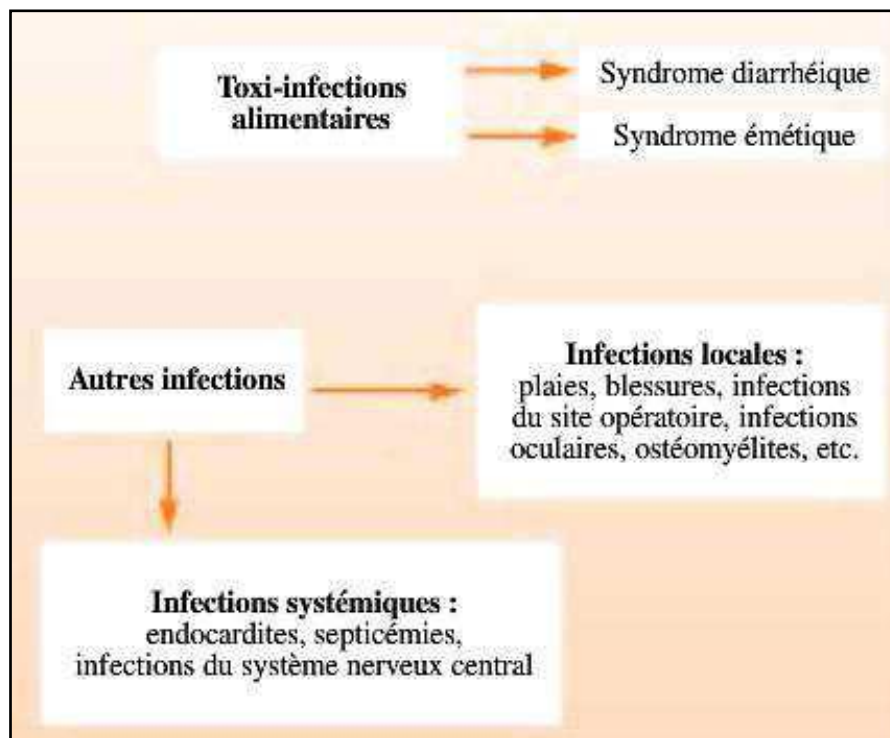 Toxi-infections
alimentaires
Syndrome diarrhéique
Syndrome émétique
Autres infections
Infections locales :
plaies, blessures, infections
du site opératoire, infections
oculaires, ostéomyélites, etc.
Infections systémiques :
endocardites, septicémies,
infections du système nerveux central